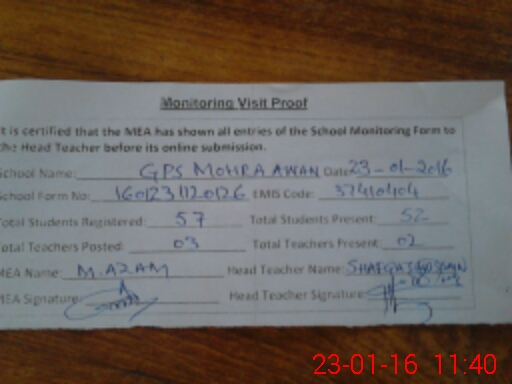 Monitoring Visit Proof
It is certified that the MEA has shown all entries of the School Monitoring Form to
the Head Teacher before its online submission.
School Name: GPS MOHRA AWAN Date: 23-01-2016
School Form No: EMIS Code: 37410404
Total Students Registered: 57 Total Students Present: 52
Total Teachers Posted: 03 Total Teachers Present: 02
MEA Name: M.AZAM Head Teacher Name:
MEA Signature: Head Teacher Signature:
23-01-16 11:40